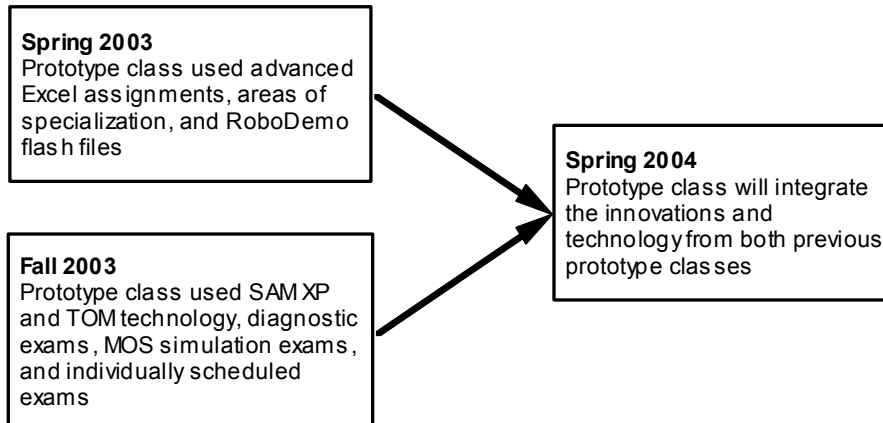 Spring 2003
Prototype class used advanced
Excel assignments, areas of
specialization, and RoboDemo
flash files
Spring 2004
Prototype class will integrate
the innovations and
technology from both previous
prototype classes
Fall 2003
Prototype class used SAM XP
and TOM technology, diagnostic
exams, MOS simulation exams,
and individually scheduled
exams